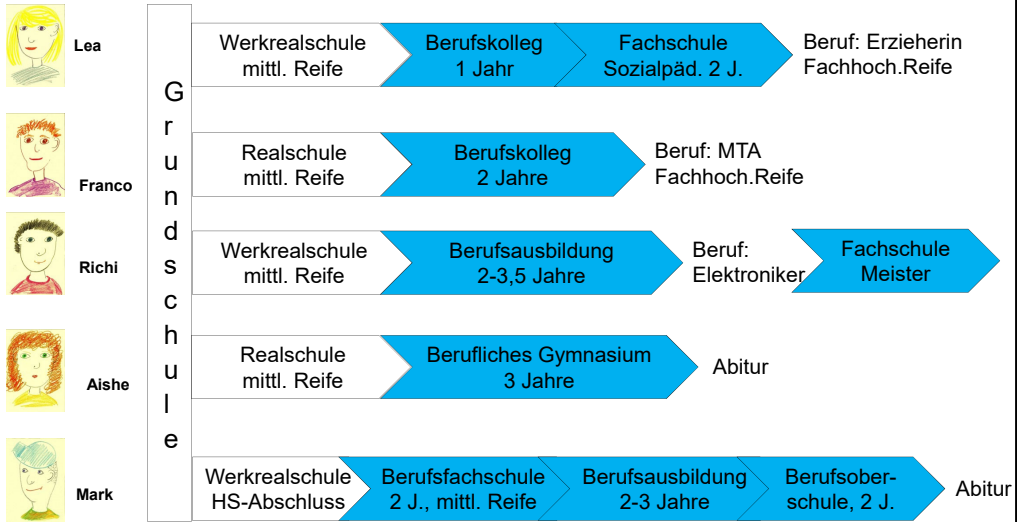 Grundschule
Lea
Werkrealschule
mittl. Reife
Berufskolleg
1 Jahr
Fachschule
Sozialpäd. 2 J.
Beruf: Erzieherin
Fachhoch.Reife
Franco
Realschule
mittl. Reife
Berufskolleg
2 Jahre
Beruf: MTA
Fachhoch.Reife
Richi
Werkrealschule
mittl. Reife
Berufsausbildung
2-3,5 Jahre
Beruf:
Elektroniker
Fachschule
Meister
Aishe
Realschule
mittl. Reife
Berufliches Gymnasium
3 Jahre
Abitur
Mark
Werkrealschule
HS-Abschluss
Berufsfachschule
2 J., mittl. Reife
Berufsausbildung
2-3 Jahre
Berufsober-
schule, 2 J.
Abitur